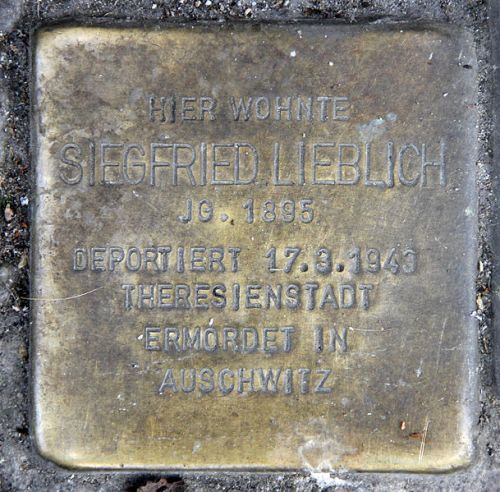 HIER WOHNTE
SIEGFRIED LIEBLICH
JG. 1895
DEPORTIERT 17.3.1943
THERESIENSTADT
ERMORDET IN
AUSCHWITZ